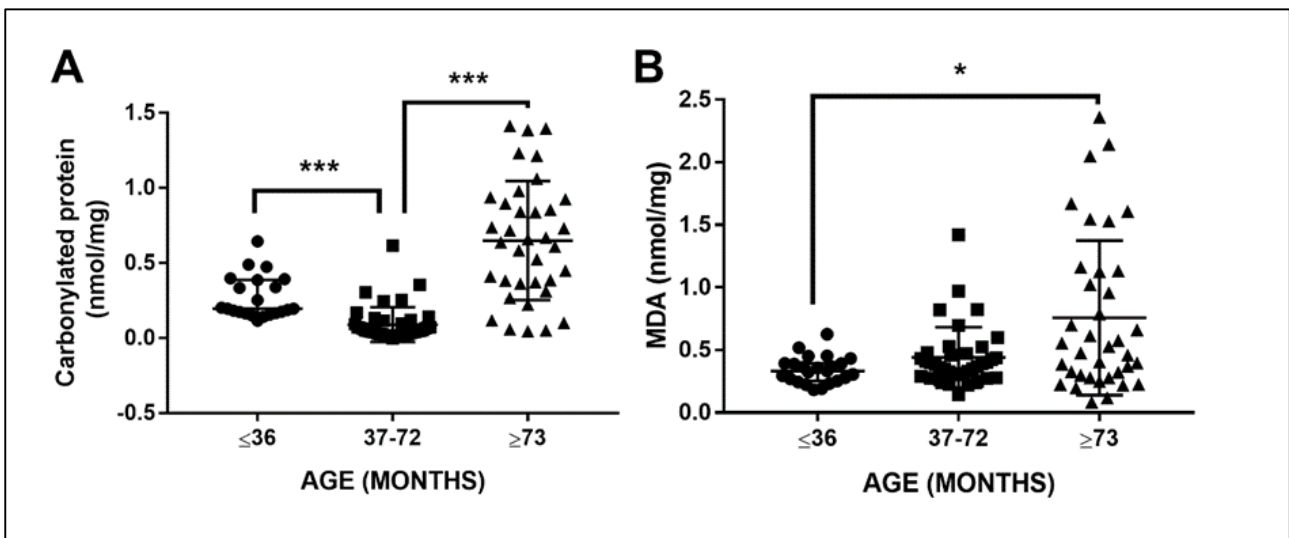 A
Carbonylated protein
(nmol/mg)
1.5
1.0
0.5
0.0
-0.5
***
***
≤36
37-72
≥73
AGE (MONTHS)
B
MDA (nmol/mg)
2.5
2.0
1.5
1.0
0.5
0.0
*
≤36
37-72
≥73
AGE (MONTHS)